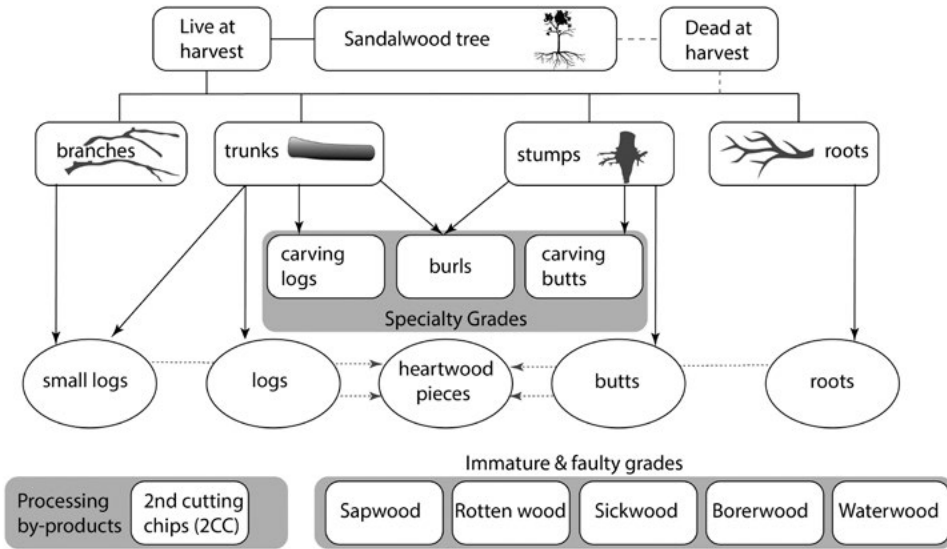 Live at
harvest
Sandalwood tree
Dead at
harvest
branches
trunks
stumps
roots
carving
logs
burls
carving
butts
Specialty Grades
small logs
logs
heartwood
pieces
butts
roots
Immature & faulty grades
Processing
by-products
2nd cutting
chips (2CC)
Sapwood
Rotten wood
Sickwood
Borerwood
Waterwood